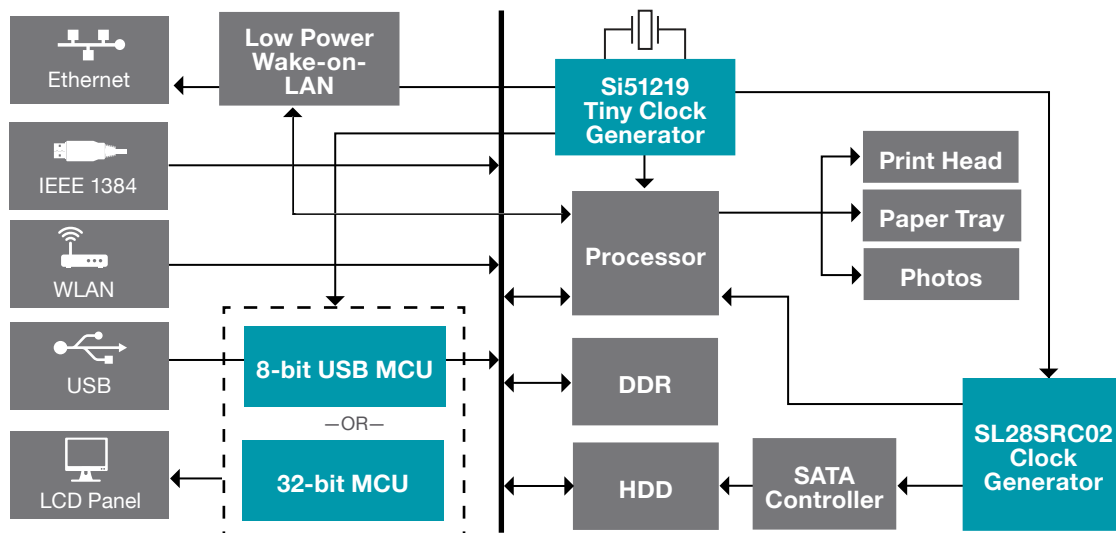 Ethernet
Low Power
Wake-on-
LAN
Si51219
Tiny Clock
Generator
IEEE 1384
Print Head
Paper Tray
Photos
Processor
WLAN
USB
8-bit USB MCU
—OR—
32-bit MCU
LCD Panel
DDR
HDD
SATA
Controller
SL28SRC02
Clock
Generator